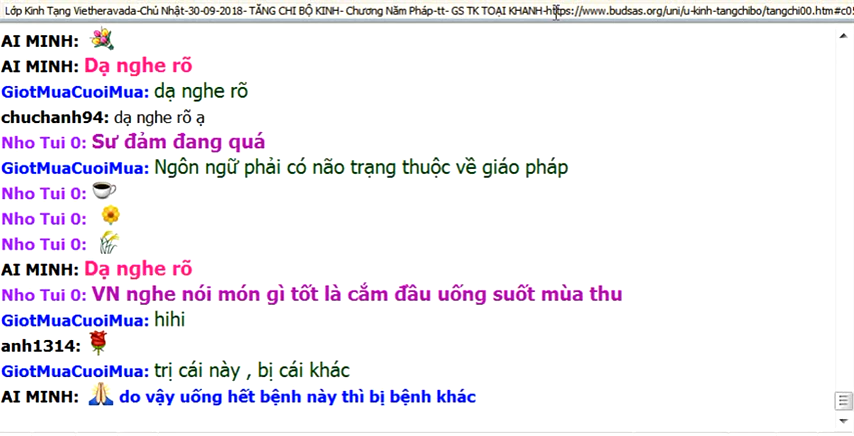 Lớp Kinh Tạng Vietheravada-Chủ Nhật-30-09-2018- TĂNG CHI BỘ KINH- Chương Năm Pháp-tt- GS TK TOẠI KHANH-https://www.budsas.org/uni/u-kinh-tangchibo/tangchi00.htm#c05
AI MINH:
AI MINH: Dạ nghe rõ
GiotMuaCuoiMua: dạ nghe rõ
chuchanh94: dạ nghe rõ ạ
Nho Tui 0: Sư đảm đang quá
GiotMuaCuoiMua: Ngôn ngữ phải có não trạng thuộc về giáo pháp
Nho Tui 0:
Nho Tui 0:
Nho Tui 0:
AI MINH: Dạ nghe rõ
Nho Tui 0: VN nghe nói món gì tốt là cắm đầu uống suốt mùa thu
GiotMuaCuoiMua: hihi
anh1314:
GiotMuaCuoiMua: trị cái này , bị cái khác
AI MINH: do vậy uống hết bệnh này thì bị bệnh khác